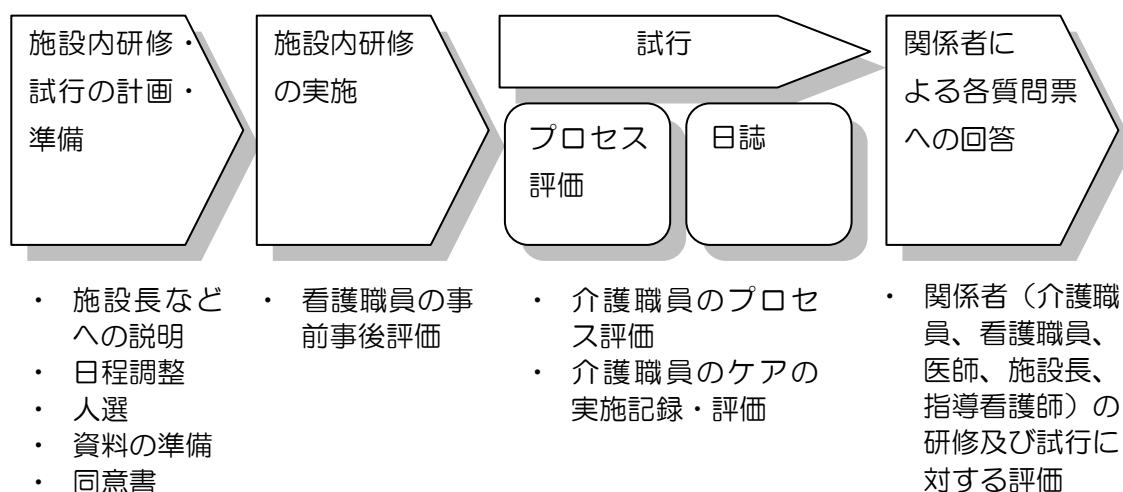 施設内研修・
試行の計画・
準備
施設内研修
の実施
試行
プロセス
評価
日誌
関係者に
よる各質問票
への回答
・ 施設長など
への説明
・ 日程調整
・ 人選
・ 資料の準備
・ 同意書
・ 看護職員の事
前事後評価
・ 介護職員のプロセ
ス評価
・ 介護職員のケアの
実施記録・評価
・ 関係者（介護職
員、看護職員、
医師、施設長、
指導看護師）の
研修及び試行に
対する評価